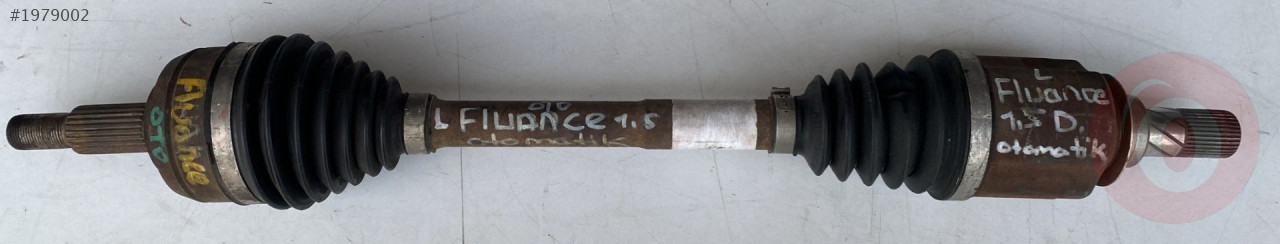 #1979002
Fluance
OTO
OTO
L FlUANCE 1.5
otomatik
L
Fluance
1.5 D.
otomatik